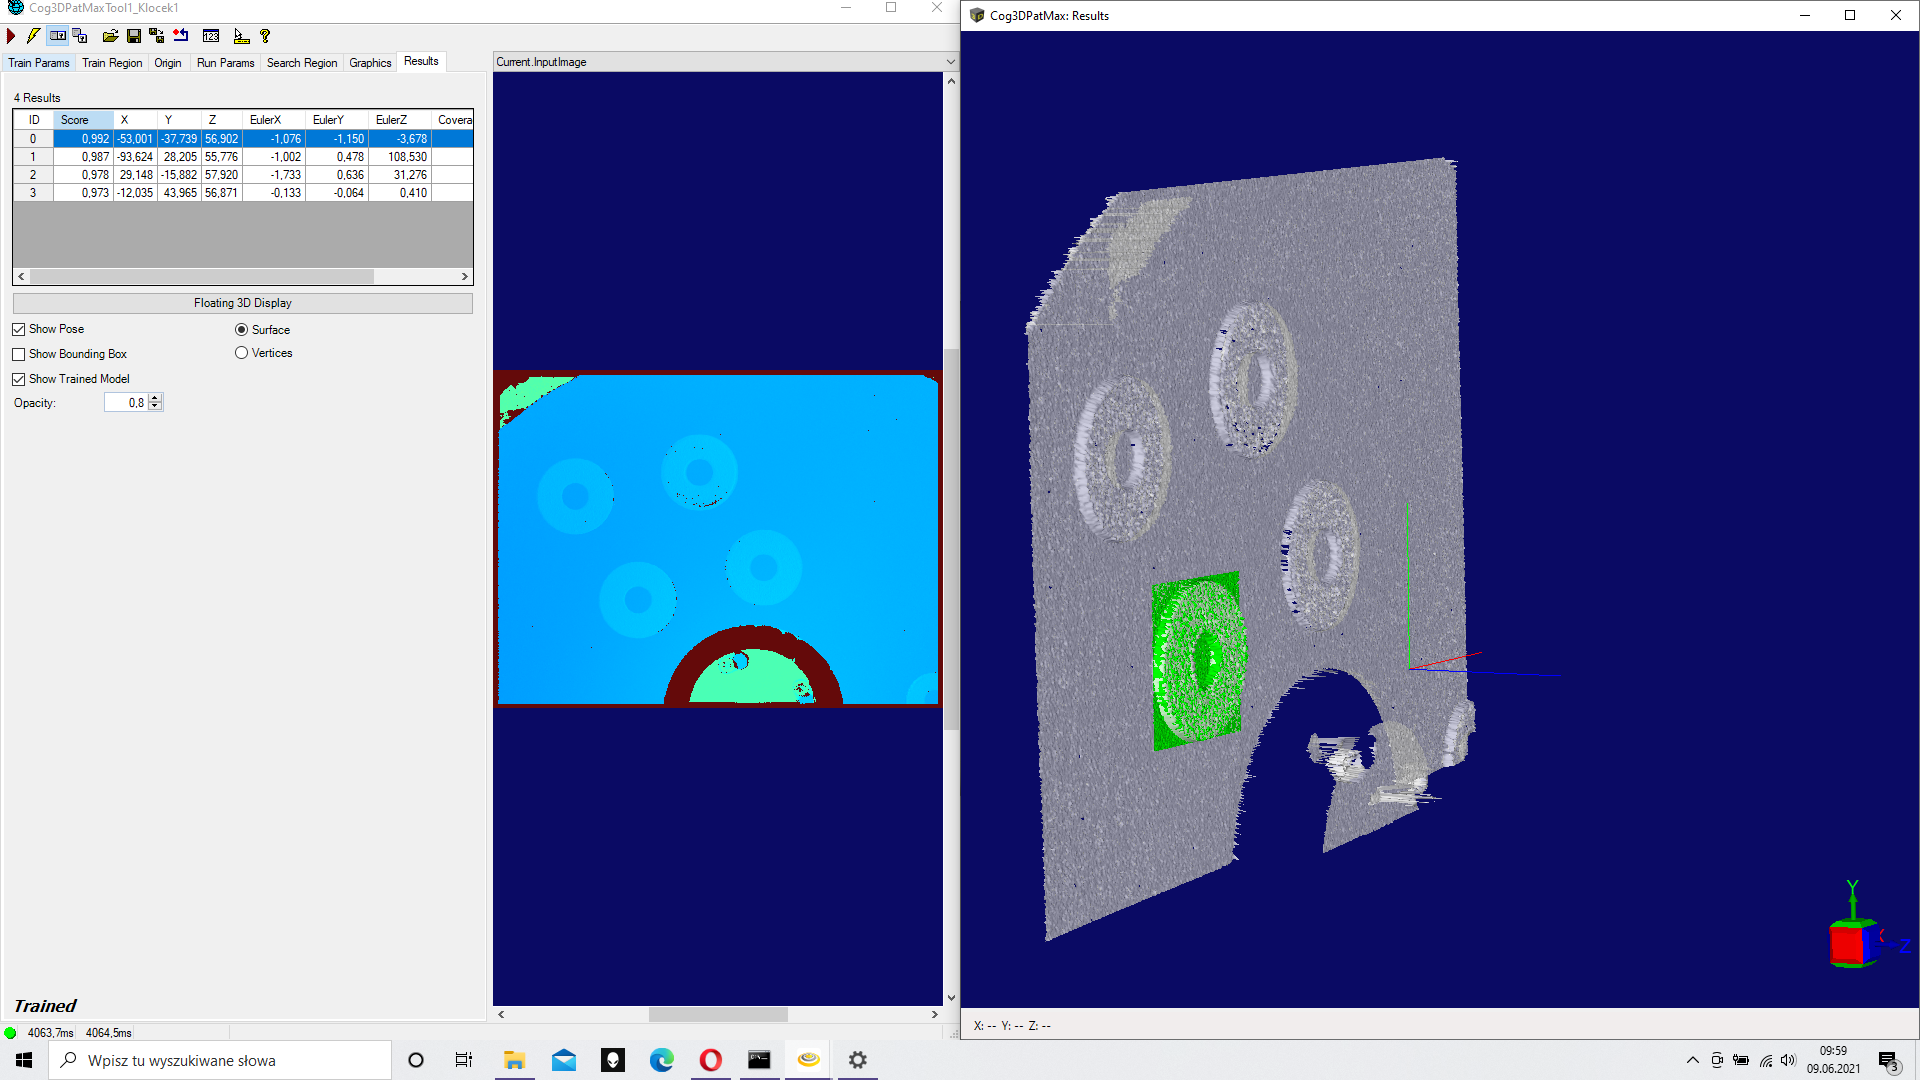 Cog3DPatMaxTool1_Klocek1
Train Params Train Region Origin Run Params Search Region Graphics Results
4 Results
ID Score X Y Z EulerX EulerY EulerZ Covera
0 0,992 -53,001 -37,739 56,902 -1,076 -1,150 -3,678
1 0,987 -93,624 28,205 55,776 -1,002 0,478 108,530
2 0,978 29,148 -15,882 57,920 -1,733 0,636 31,276
3 0,973 -12,035 43,965 56,871 -0,133 -0,064 0,410
Floating 3D Display
Show Pose Surface
Show Bounding Box Vertices
Show Trained Model
Opacity: 0,8
Trained
4063,7ms 4064,5ms
Current.InputImage
Cog3DPatMax: Results
Y
X
Z
X: -- Y: -- Z: --
Wpisz tu wyszukiwane słowa
09:59
09.06.2021
3